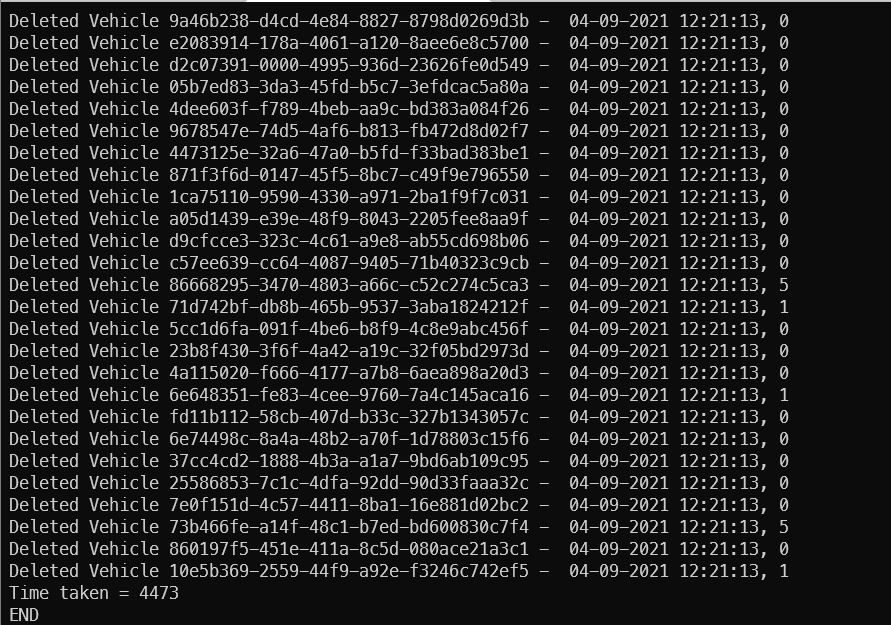 Deleted Vehicle 9a46b238-d4cd-4e84-8827-8798d0269d3b -  04-09-2021 12:21:13, 0
Deleted Vehicle e2083914-178a-4061-a120-8aee6e8c5700 -  04-09-2021 12:21:13, 0
Deleted Vehicle d2c07391-0000-4995-936d-23626fe0d549 -  04-09-2021 12:21:13, 0
Deleted Vehicle 05b7ed83-3da3-45fd-b5c7-3efdcac5a80a -  04-09-2021 12:21:13, 0
Deleted Vehicle 4dee603f-f789-4beb-aa9c-bd383a084f26 -  04-09-2021 12:21:13, 0
Deleted Vehicle 9678547e-74d5-4af6-b813-fb472d8d02f7 -  04-09-2021 12:21:13, 0
Deleted Vehicle 4473125e-32a6-47a0-b5fd-f33bad383be1 -  04-09-2021 12:21:13, 0
Deleted Vehicle 871f3f6d-0147-45f5-8bc7-c49f9e796550 -  04-09-2021 12:21:13, 0
Deleted Vehicle 1ca75110-9590-4330-a971-2ba1f9f7c031 -  04-09-2021 12:21:13, 0
Deleted Vehicle a05d1439-e39e-48f9-8043-2205fee8aa9f -  04-09-2021 12:21:13, 0
Deleted Vehicle d9cfcce3-323c-4c61-a9e8-ab55cd698b06 -  04-09-2021 12:21:13, 0
Deleted Vehicle c57ee639-cc64-4087-9405-71b40323c9cb -  04-09-2021 12:21:13, 0
Deleted Vehicle 86668295-3470-4803-a66c-c52c274c5ca3 -  04-09-2021 12:21:13, 5
Deleted Vehicle 71d742bf-db8b-465b-9537-3aba1824212f -  04-09-2021 12:21:13, 1
Deleted Vehicle 5cc1d6fa-091f-4be6-b8f9-4c8e9abc456f -  04-09-2021 12:21:13, 0
Deleted Vehicle 23b8f430-3f6f-4a42-a19c-32f05bd2973d -  04-09-2021 12:21:13, 0
Deleted Vehicle 4a115020-f666-4177-a7b8-6aea898a20d3 -  04-09-2021 12:21:13, 0
Deleted Vehicle 6e648351-fe83-4cee-9760-7a4c145aca16 -  04-09-2021 12:21:13, 1
Deleted Vehicle fd11b112-58cb-407d-b33c-327b1343057c -  04-09-2021 12:21:13, 0
Deleted Vehicle 6e74498c-8a4a-48b2-a70f-1d78803c15f6 -  04-09-2021 12:21:13, 0
Deleted Vehicle 37cc4cd2-1888-4b3a-a1a7-9bd6ab109c95 -  04-09-2021 12:21:13, 0
Deleted Vehicle 25586853-7c1c-4dfa-92dd-90d33faaa32c -  04-09-2021 12:21:13, 0
Deleted Vehicle 7e0f151d-4c57-4411-8ba1-16e881d02bc2 -  04-09-2021 12:21:13, 0
Deleted Vehicle 73b466fe-a14f-48c1-b7ed-bd600830c7f4 -  04-09-2021 12:21:13, 5
Deleted Vehicle 860197f5-451e-411a-8c5d-080ace21a3c1 -  04-09-2021 12:21:13, 0
Deleted Vehicle 10e5b369-2559-44f9-a92e-f3246c742ef5 -  04-09-2021 12:21:13, 1
Time taken = 4473
END